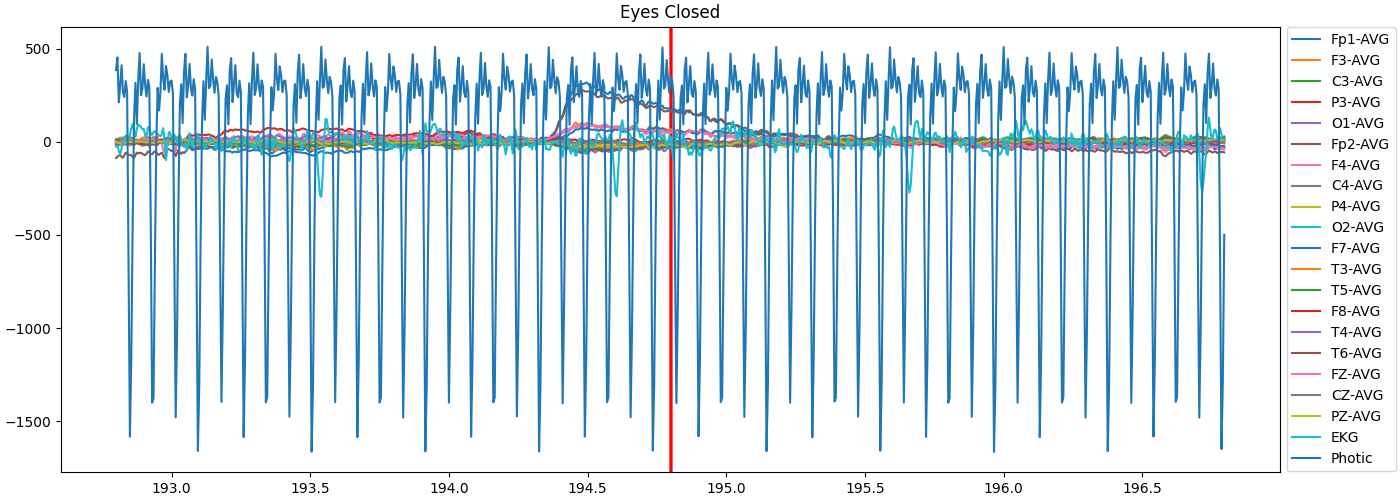 Eyes Closed
500
0
−500
−1000
−1500
193.0 193.5 194.0 194.5 195.0 195.5 196.0 196.5
Fp1-AVG
F3-AVG
C3-AVG
P3-AVG
O1-AVG
Fp2-AVG
F4-AVG
C4-AVG
P4-AVG
O2-AVG
F7-AVG
T3-AVG
T5-AVG
F8-AVG
T4-AVG
T6-AVG
FZ-AVG
CZ-AVG
PZ-AVG
EKG
Photic